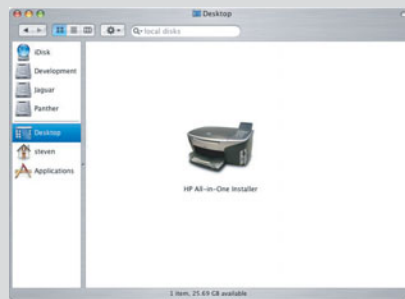 Desktop
local disks
iDisk
Development
Jaguar
Panther
Desktop
steven
Applications
HP All-in-One Installer
1 item, 25.69 GB available